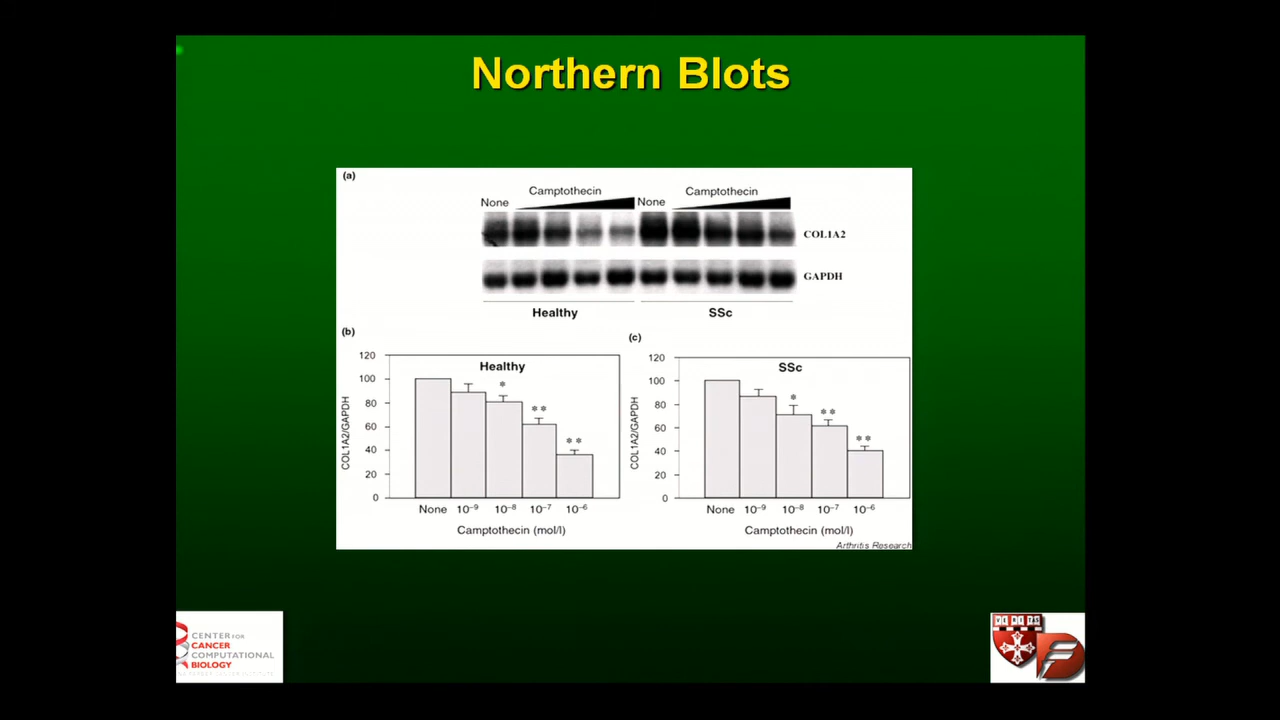 Northern Blots
(a)
None Camptothecin None Camptothecin
COL1A2
GAPDH
Healthy SSc
(b)
Healthy
120
100
80
60
40
20
0
COL1A2/GAPDH
* ** **
None 10⁻⁹ 10⁻⁸ 10⁻⁷ 10⁻⁶
Camptothecin (mol/l)
(c)
SSc
120
100
80
60
40
20
0
COL1A2/GAPDH
* ** **
None 10⁻⁹ 10⁻⁸ 10⁻⁷ 10⁻⁶
Camptothecin (mol/l)
Arthritis Research
CENTER FOR
CANCER
COMPUTATIONAL
BIOLOGY